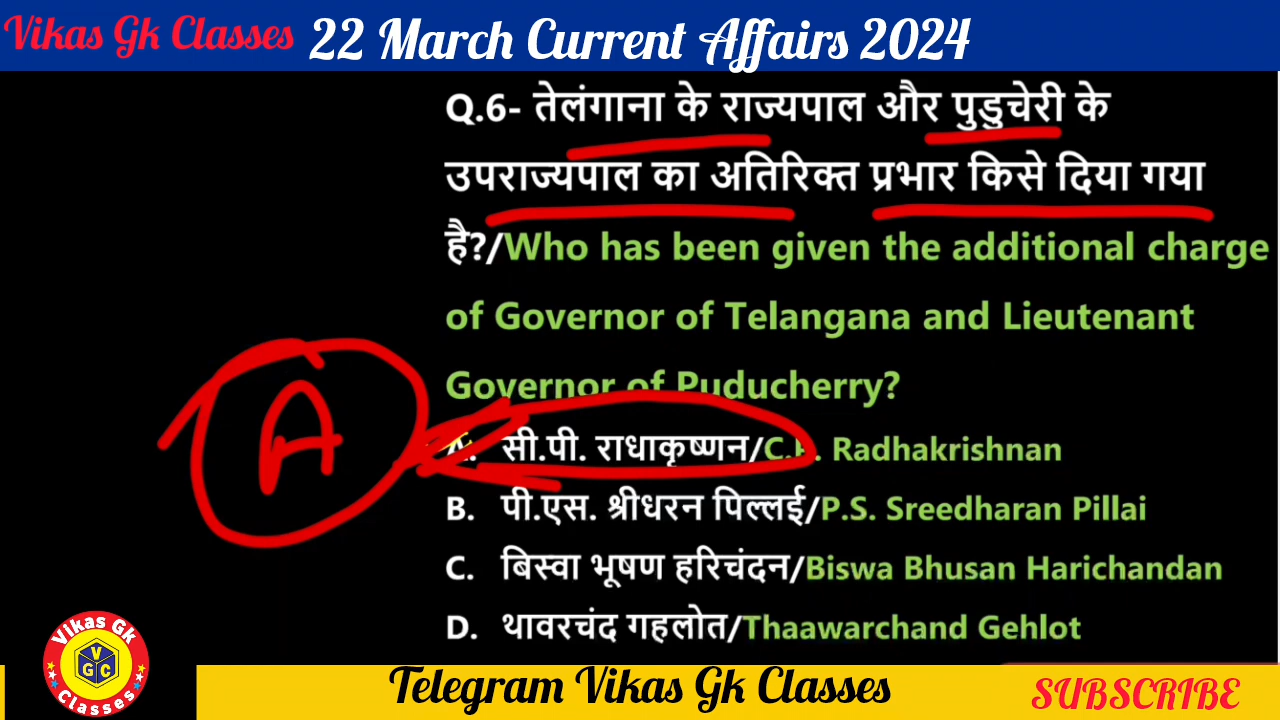 Vikas Gk Classes 22 March Current Affairs 2024
Q.6- तेलंगाना के राज्यपाल और पुडुचेरी के
उपराज्यपाल का अतिरिक्त प्रभार किसे दिया गया
है?/Who has been given the additional charge
of Governor of Telangana and Lieutenant
Governor of Puducherry?
A
A. सी.पी. राधाकृष्णन/C.P. Radhakrishnan
B. पी.एस. श्रीधरन पिल्लई/P.S. Sreedharan Pillai
C. बिस्वा भूषण हरिचंदन/Biswa Bhusan Harichandan
D. थावरचंद गहलोत/Thaawarchand Gehlot
Vikas Gk
V
G C
Classes
Telegram Vikas Gk Classes
SUBSCRIBE